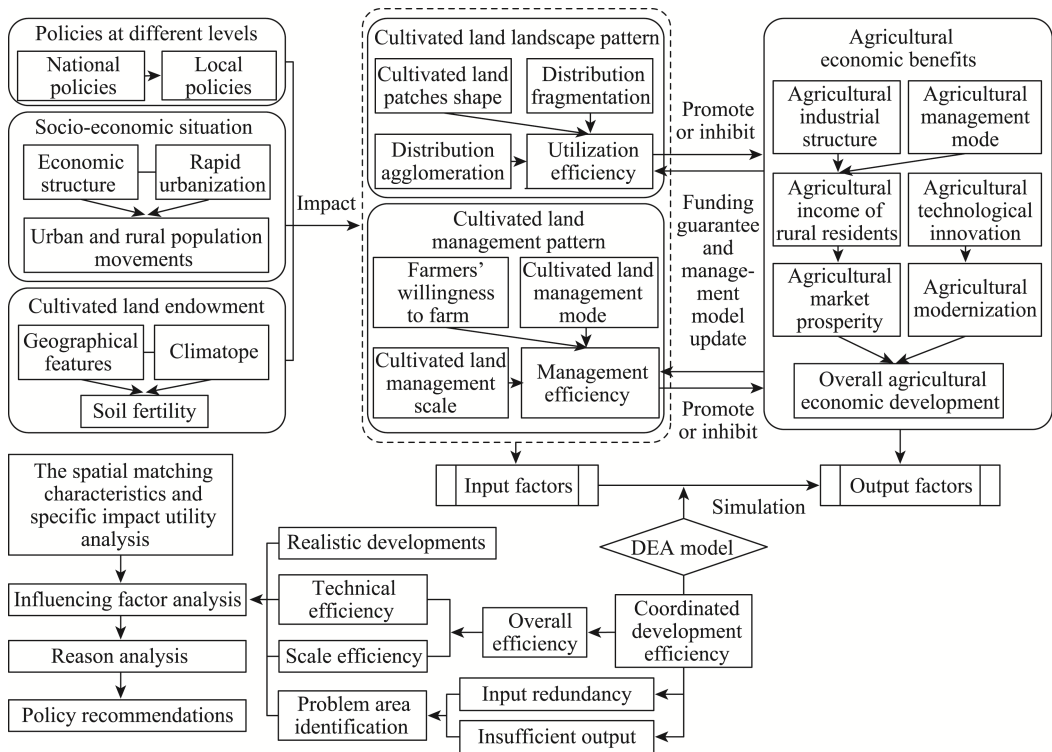 Policies at different levels
National
policies
Local
policies
Socio-economic situation
Economic
structure
Rapid
urbanization
Urban and rural population
movements
Cultivated land endowment
Geographical
features
Climatope
Soil fertility
Impact
Cultivated land landscape pattern
Cultivated land
patches shape
Distribution
fragmentation
Distribution
agglomeration
Utilization
efficiency
Cultivated land
management pattern
Farmers’
willingness
to farm
Cultivated land
management
mode
Cultivated land
management
scale
Management
efficiency
Promote
or inhibit
Funding
guarantee
and
manage-
ment
model
update
Promote
or inhibit
Agricultural
economic benefits
Agricultural
industrial
structure
Agricultural
management
mode
Agricultural
income of
rural residents
Agricultural
technological
innovation
Agricultural
market
prosperity
Agricultural
modernization
Overall agricultural
economic development
Input factors
Output factors
Simulation
DEA model
The spatial matching
characteristics and
specific impact utility
analysis
Influencing factor analysis
Reason analysis
Policy recommendations
Realistic developments
Technical
efficiency
Scale efficiency
Problem area
identification
Overall
efficiency
Coordinated
development
efficiency
Input redundancy
Insufficient output